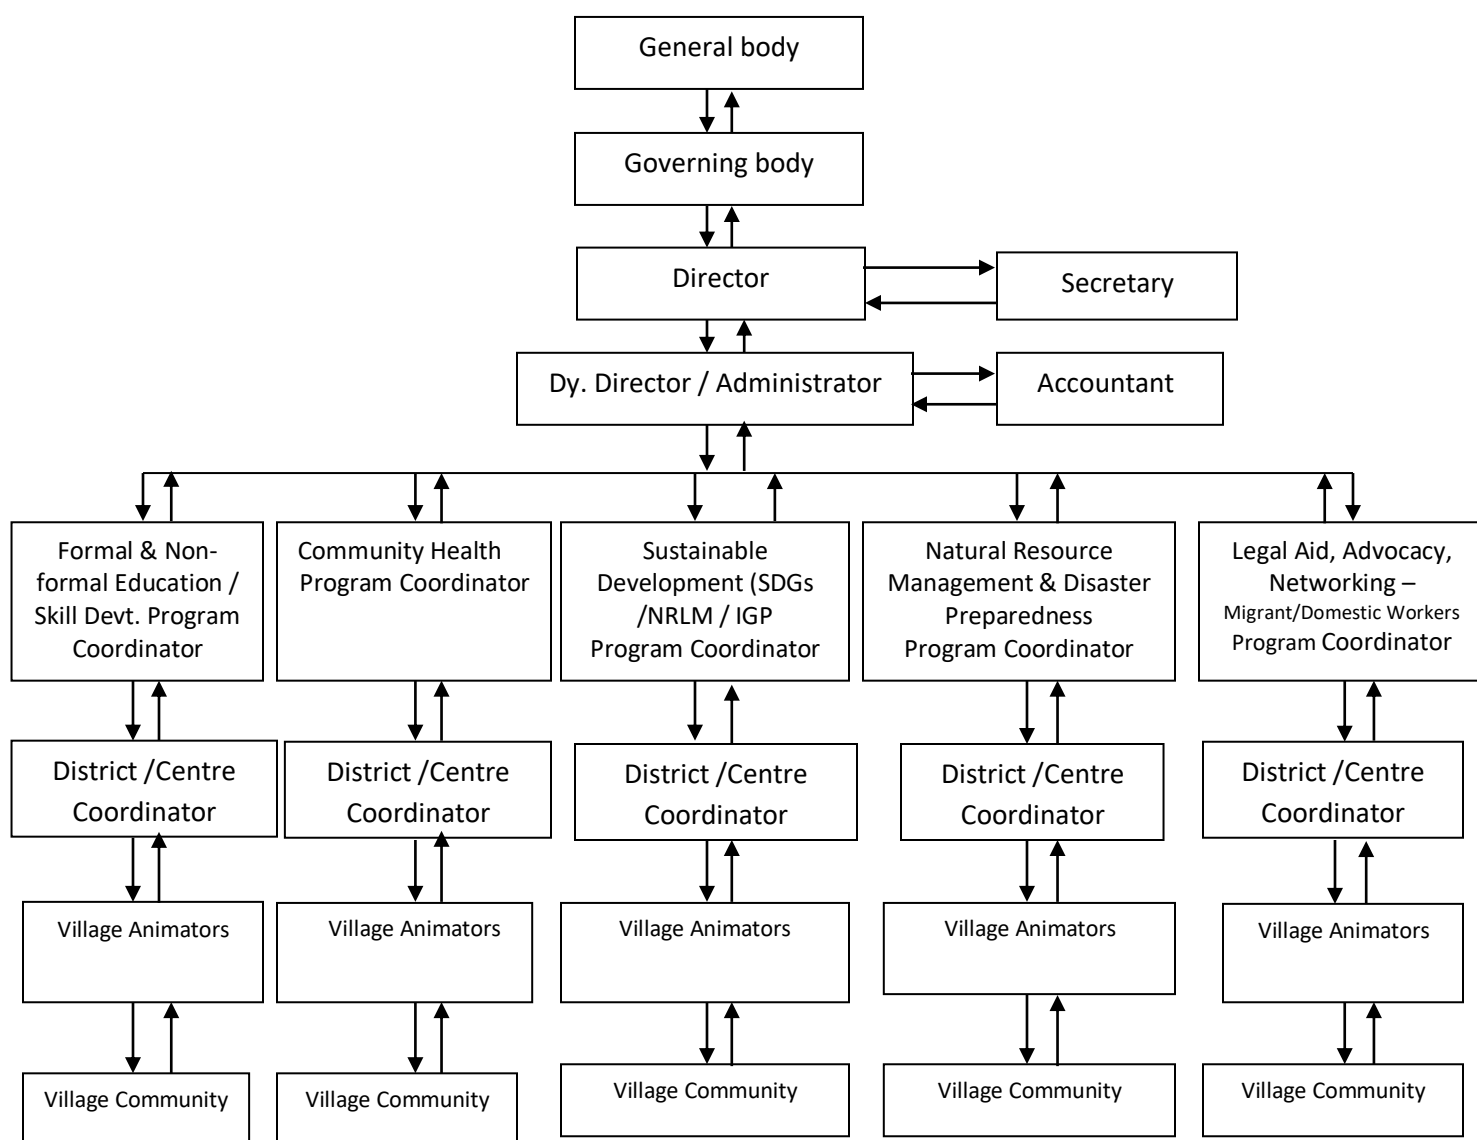 General body
Governing body
Director
Secretary
Dy. Director / Administrator
Accountant
Formal & Non-
formal Education /
Skill Devt. Program
Coordinator
Community Health
Program Coordinator
Sustainable
Development (SDGs
/NRLM / IGP
Program Coordinator
Natural Resource
Management & Disaster
Preparedness
Program Coordinator
Legal Aid, Advocacy,
Networking –
Migrant/Domestic Workers
Program Coordinator
District /Centre
Coordinator
District /Centre
Coordinator
District /Centre
Coordinator
District /Centre
Coordinator
District /Centre
Coordinator
Village Animators
Village Animators
Village Animators
Village Animators
Village Animators
Village Community
Village Community
Village Community
Village Community
Village Community